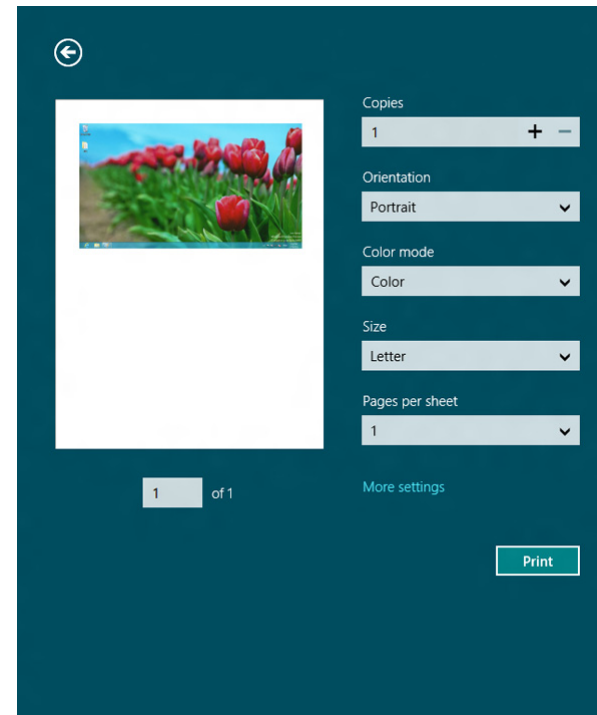 Copies
1
Orientation
Portrait
Color mode
Color
Size
Letter
Pages per sheet
1
1 of 1
More settings
Print